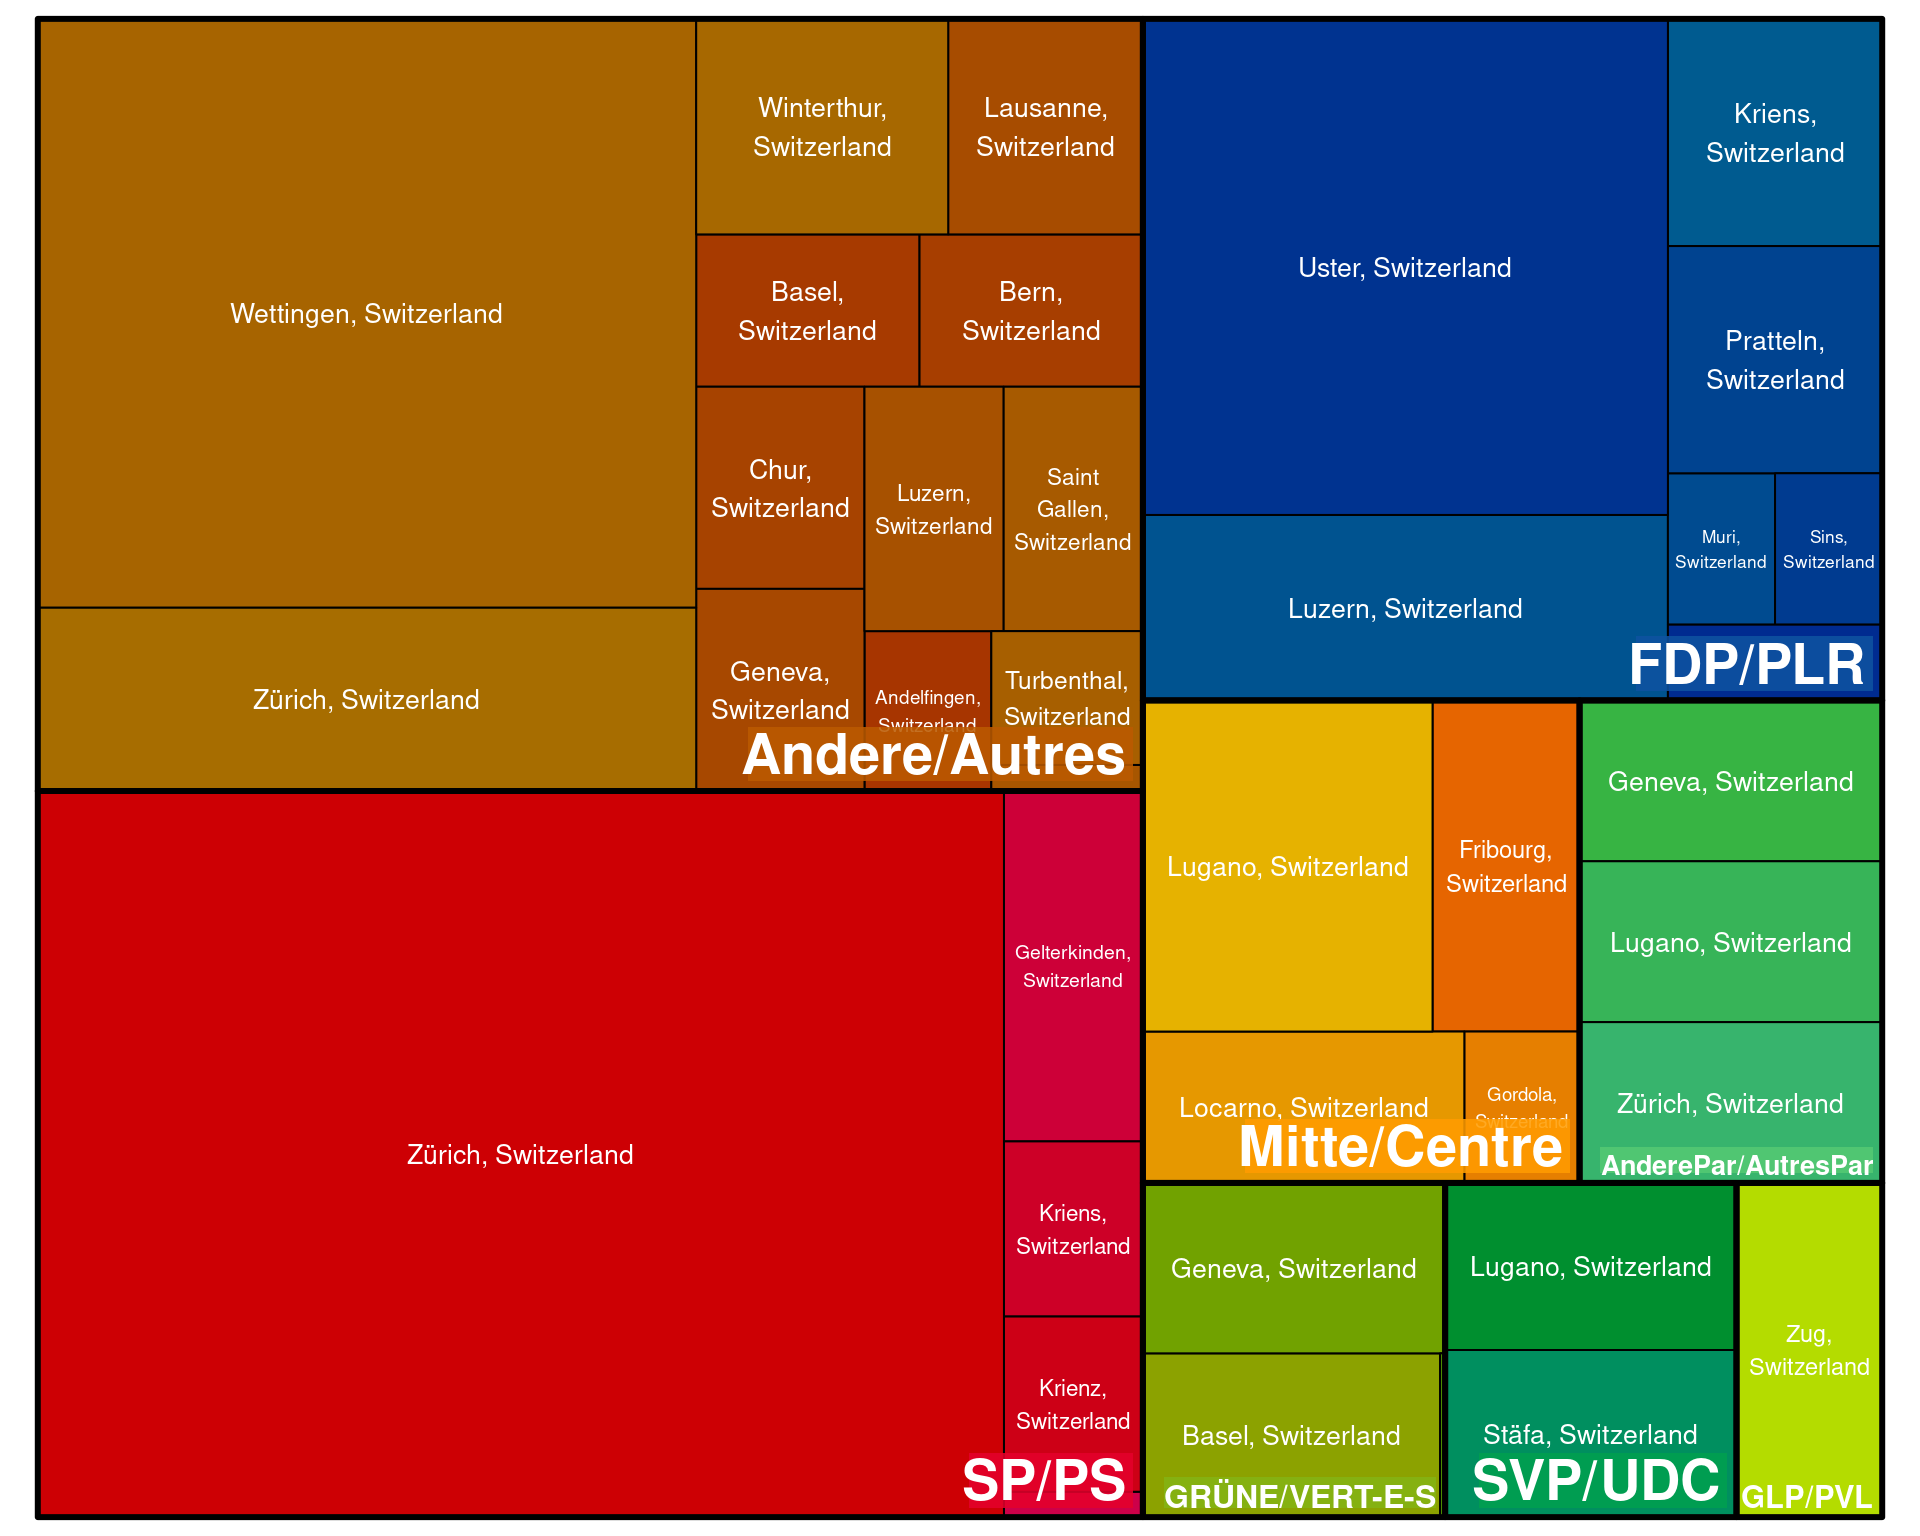 Wettingen, Switzerland
Zürich, Switzerland
Winterthur,
Switzerland
Lausanne,
Switzerland
Basel,
Switzerland
Bern,
Switzerland
Chur,
Switzerland
Luzern,
Switzerland
Saint
Gallen,
Switzerland
Geneva,
Switzerland
Andelfingen,
Switzerland
Turbenthal,
Switzerland
Andere/Autres
Zürich, Switzerland
Gelterkinden,
Switzerland
Kriens,
Switzerland
Krienz,
Switzerland
SP/PS
Uster, Switzerland
Luzern, Switzerland
Kriens,
Switzerland
Pratteln,
Switzerland
Muri,
Switzerland
Sins,
Switzerland
FDP/PLR
Lugano, Switzerland
Fribourg,
Switzerland
Locarno, Switzerland
Gordola,
Switzerland
Mitte/Centre
Geneva, Switzerland
Lugano, Switzerland
Zürich, Switzerland
AnderePar/AutresPar
Geneva, Switzerland
Basel, Switzerland
GRÜNE/VERT-E-S
Lugano, Switzerland
Stäfa, Switzerland
SVP/UDC
Zug,
Switzerland
GLP/PVL